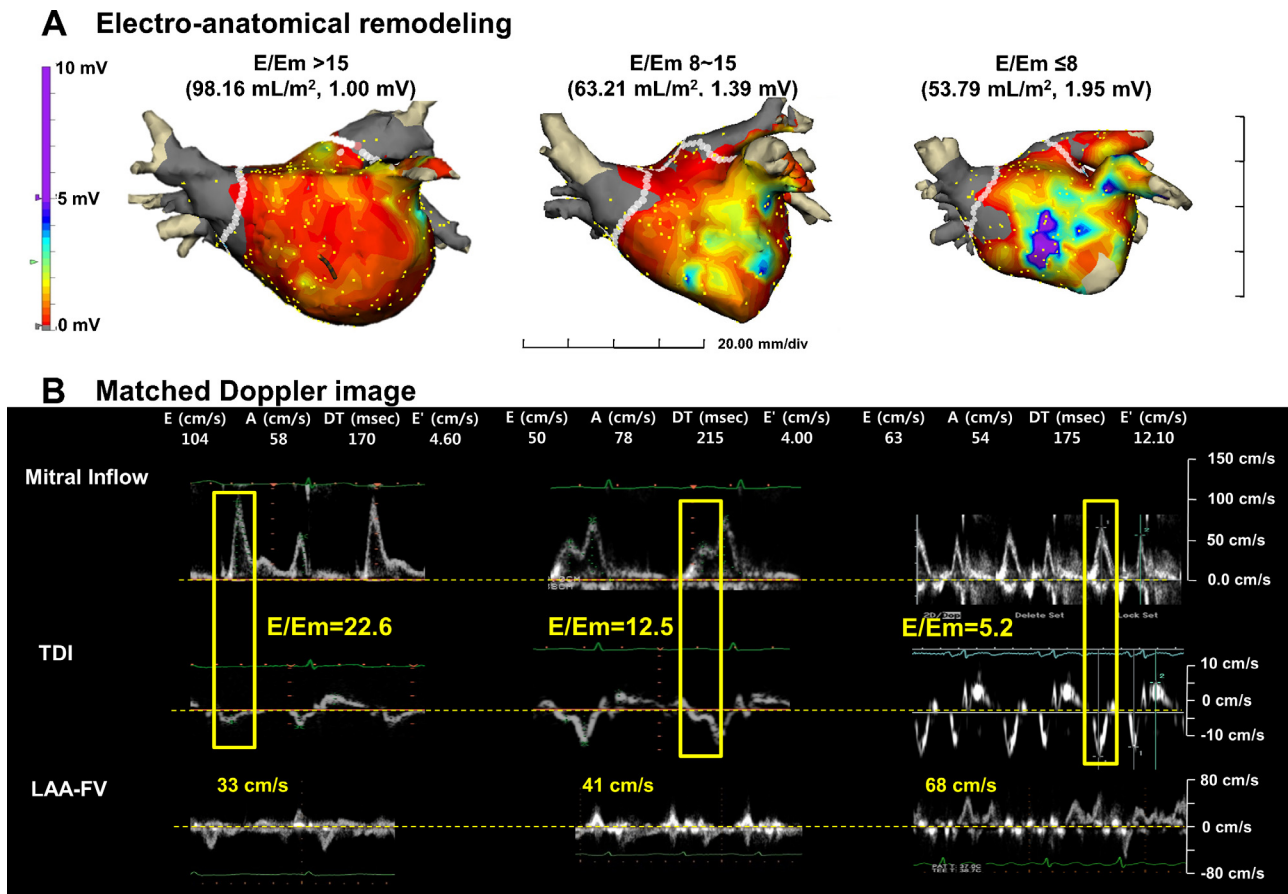 A Electro-anatomical remodeling
E/Em >15
(98.16 mL/m², 1.00 mV)
E/Em 8~15
(63.21 mL/m², 1.39 mV)
E/Em ≤8
(53.79 mL/m², 1.95 mV)
10 mV
5 mV
0 mV
20.00 mm/div
B Matched Doppler image
E (cm/s) A (cm/s) DT (msec) E' (cm/s) E (cm/s) A (cm/s) DT (msec) E' (cm/s) E (cm/s) A (cm/s) DT (msec) E' (cm/s)
104 58 170 4.60 50 78 215 4.00 63 54 175 12.10
Mitral Inflow
150 cm/s
100 cm/s
50 cm/s
0.0 cm/s
Delete Set
Lock Set
E/Em=22.6
E/Em=12.5
E/Em=5.2
TDI
10 cm/s
0 cm/s
-10 cm/s
LAA-FV
33 cm/s
41 cm/s
68 cm/s
80 cm/s
0 cm/s
-80 cm/s
PAT T: 37.0C
TEE T: 38.7C